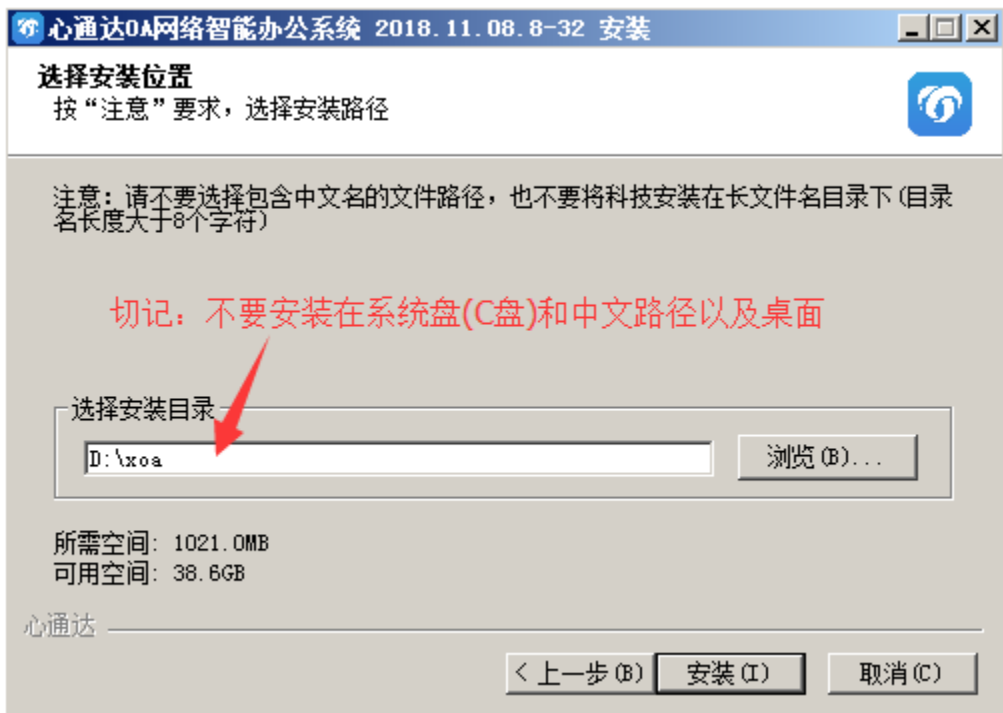 心通达OA网络智能办公系统 2018.11.08.8-32 安装
选择安装位置
按“注意”要求，选择安装路径
注意：请不要选择包含中文名的文件路径，也不要将科技安装在长文件名目录下(目录
名长度大于8个字符)
切记：不要安装在系统盘(C盘)和中文路径以及桌面
选择安装目录
D:\xoa
浏览(B)...
所需空间: 1021.0MB
可用空间: 38.6GB
心通达
< 上一步(B)
安装(I)
取消(C)